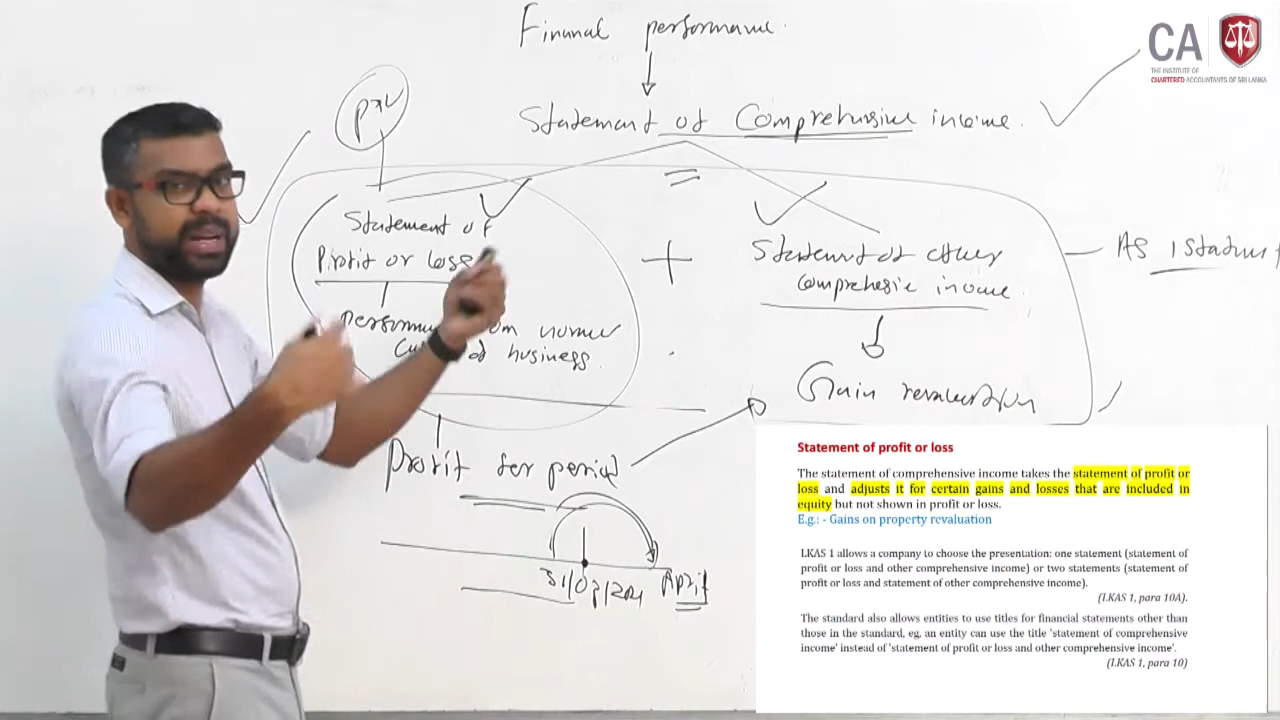 Financial performance.
CA
THE INSTITUTE OF
CHARTERED ACCOUNTANTS OF SRI LANKA
Statement of Comprehensive income.
=
Statement of
Profit or loss
+
Statement of other
comprehesie income.
As 1
of business.
Gain revaluation
Profit for period
April
Statement of profit or loss
The statement of comprehensive income takes the statement of profit or
loss and adjusts it for certain gains and losses that are included in
equity but not shown in profit or loss.
E.g.: - Gains on property revaluation
LKAS 1 allows a company to choose the presentation: one statement (statement of
profit or loss and other comprehensive income) or two statements (statement of
profit or loss and statement of other comprehensive income).
(LKAS 1, para 10A).
The standard also allows entities to use titles for financial statements other than
those in the standard, eg, an entity can use the title 'statement of comprehensive
income' instead of 'statement of profit or loss and other comprehensive income'.
(LKAS 1, para 10)